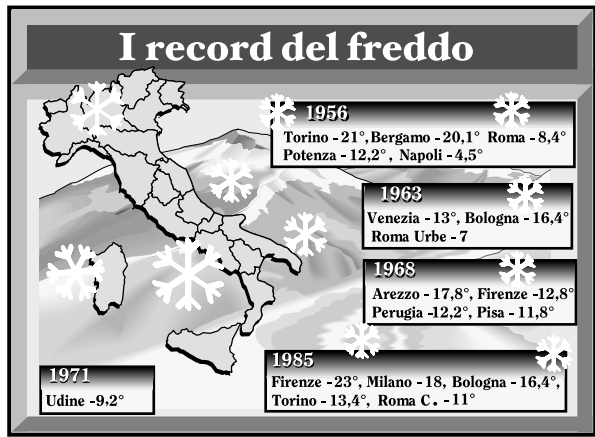 I record del freddo
1956
Torino -21°, Bergamo -20,1° Roma -8,4°
Potenza -12,2°, Napoli -4,5°
1963
Venezia -13°, Bologna -16,4°
Roma Urbe -7
1968
Arezzo -17,8°, Firenze -12,8°
Perugia -12,2°, Pisa -11,8°
1971
Udine -9,2°
1985
Firenze -23°, Milano -18, Bologna -16,4°,
Torino -13,4°, Roma C. -11°